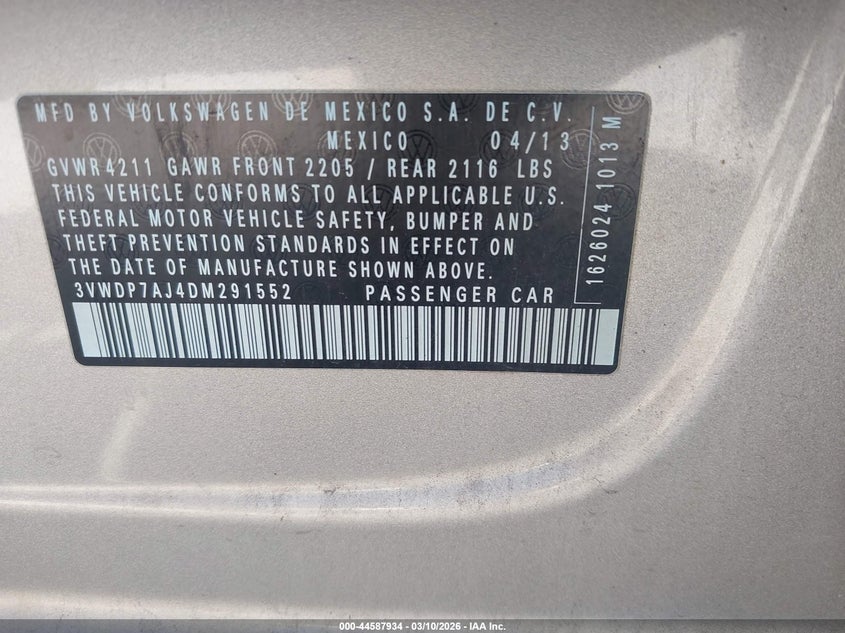 MFD BY VOLKSWAGEN DE MEXICO S.A. DE C.V.
MEXICO 04/13
GVWR4211 GAWR FRONT 2205 / REAR 2116 LBS
THIS VEHICLE CONFORMS TO ALL APPLICABLE U.S.
FEDERAL MOTOR VEHICLE SAFETY, BUMPER AND
THEFT PREVENTION STANDARDS IN EFFECT ON
THE DATE OF MANUFACTURE SHOWN ABOVE.
3VWDP7AJ4DM291552 PASSENGER CAR
1626024 1013 M
000-44587934 | 03/10/2026 | IAA Inc.